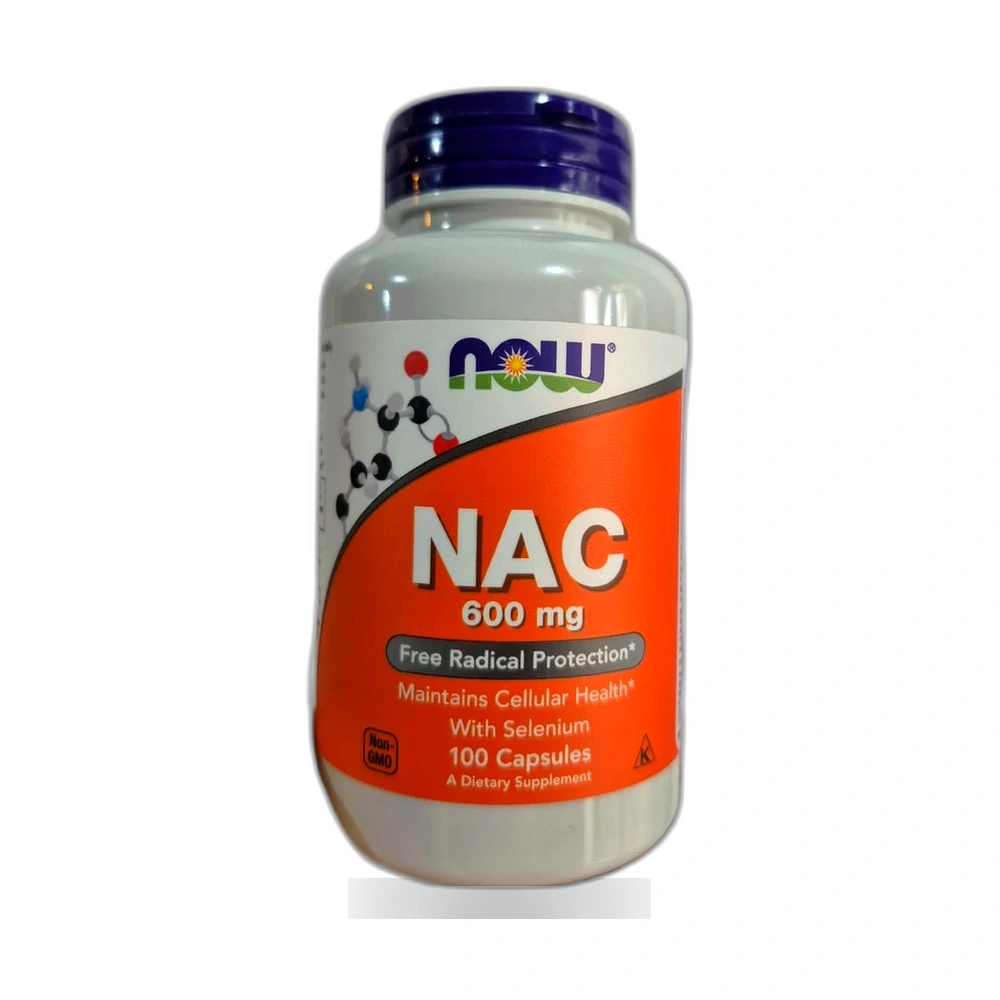 NOW®
NAC
600 mg
Free Radical Protection*
Maintains Cellular Health*
With Selenium
100 Capsules
A Dietary Supplement
Non-
GMO
K